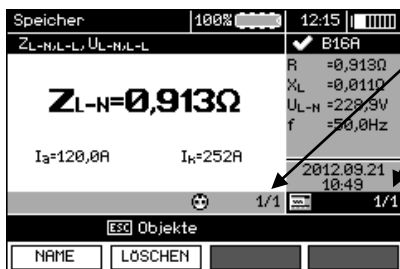 Speicher 100% 12:15
ZL-N,L-L, UL-N,L-L
B16A
ZL-N=0,913Ω
Ia=120,0A Ik=252A
R =0,913Ω
XL =0,011Ω
UL-N =228,9V
f =50,0Hz
2012.09.21
10:49
1/1 1/1
ESC Objekte
NAME LÖSCHEN